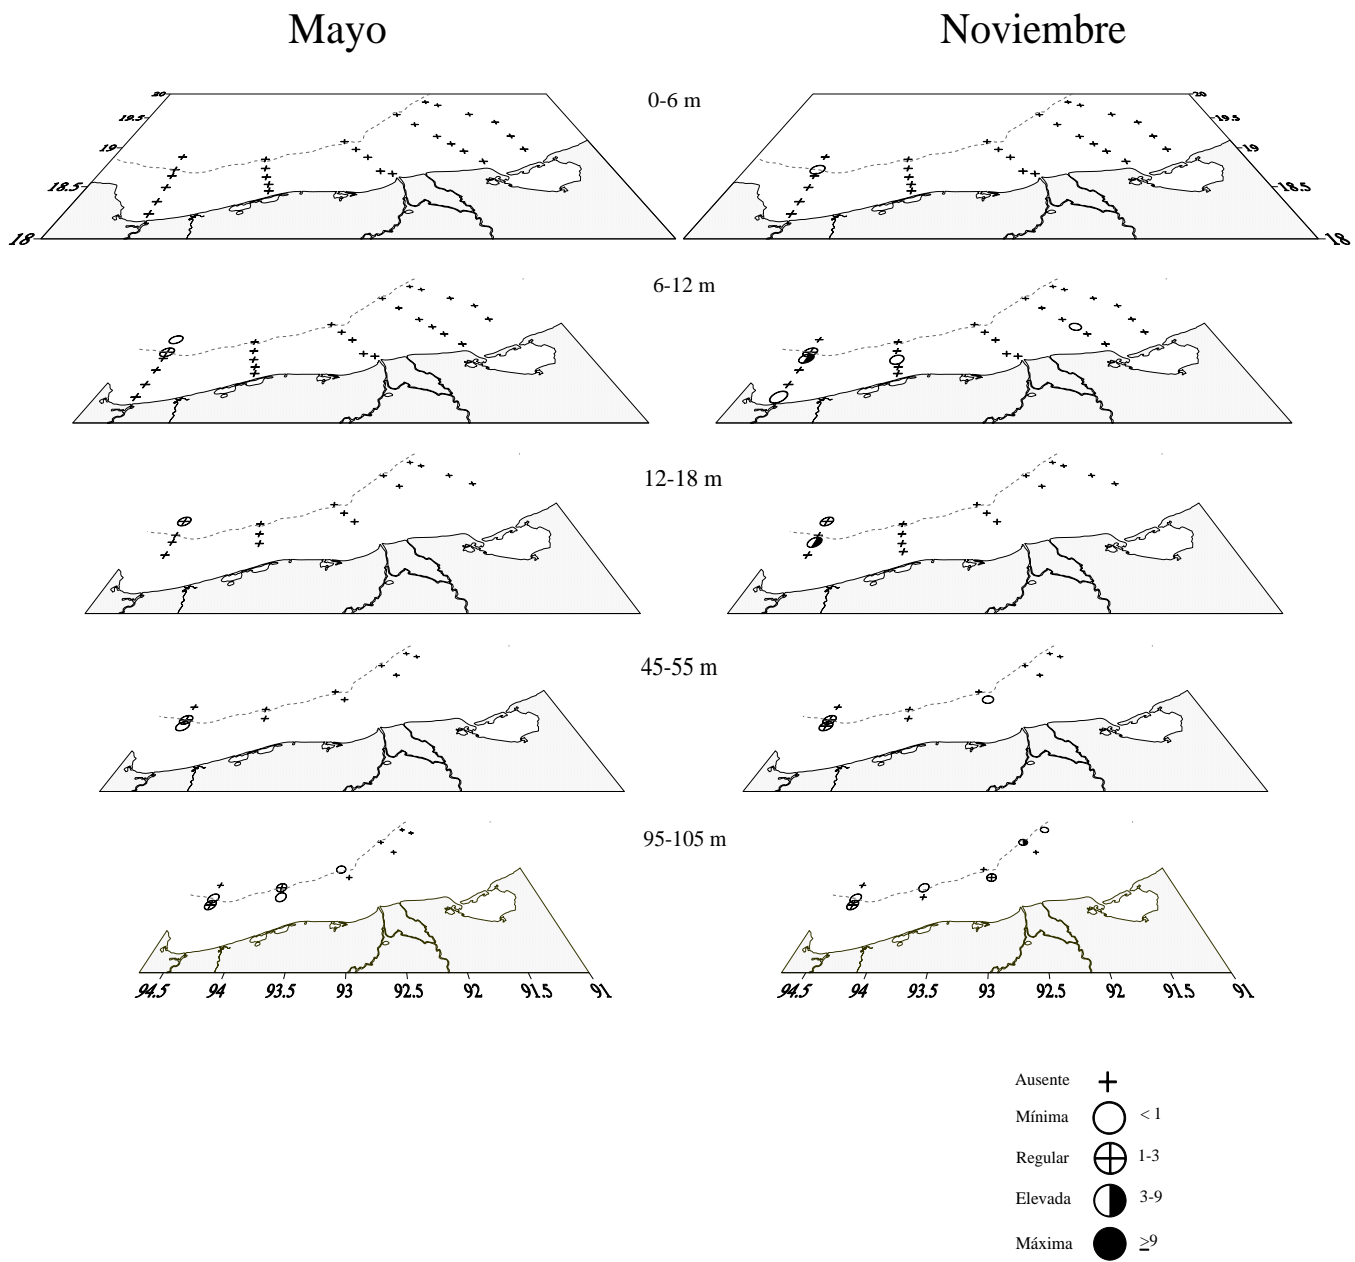 Mayo Noviembre
0-6 m
20 20
19.5 19.5
19 19
18.5 18.5
18 18
6-12 m
12-18 m
45-55 m
95-105 m
94.5 94 93.5 93 92.5 92 91.5 91 94.5 94 93.5 93 92.5 92 91.5 91
Ausente
Mínima < 1
Regular 1-3
Elevada 3-9
Máxima ≥9